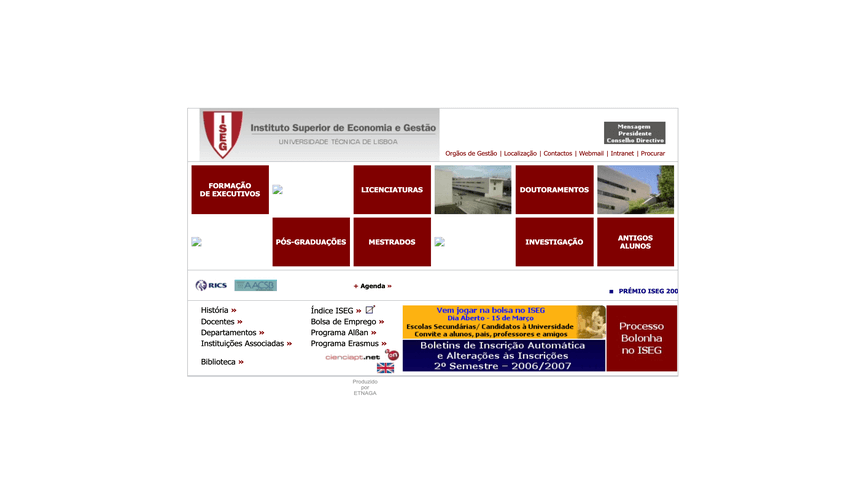 ISEG
Instituto Superior de Economia e Gestão
UNIVERSIDADE TÉCNICA DE LISBOA
Mensagem
Presidente
Conselho Directivo
Orgãos de Gestão | Localização | Contactos | Webmail | Intranet | Procurar
FORMAÇÃO
DE EXECUTIVOS
LICENCIATURAS
DOUTORAMENTOS
PÓS-GRADUAÇÕES
MESTRADOS
INVESTIGAÇÃO
ANTIGOS
ALUNOS
RICS
AACSB
Agenda »
PRÉMIO ISEG 200
História »
Docentes »
Departamentos »
Instituições Associadas »
Biblioteca »
Índice ISEG »
Bolsa de Emprego »
Programa Alßan »
Programa Erasmus »
cienciapt.net
Vem jogar na bolsa no ISEG
Dia Aberto - 15 de Março
Escolas Secundárias/ Candidatos à Universidade
Convite a alunos, pais, professores e amigos
Boletins de Inscrição Automática
e Alterações às Inscrições
2º Semestre – 2006/2007
Processo
Bolonha
no ISEG
Produzido
por
ETNAGA